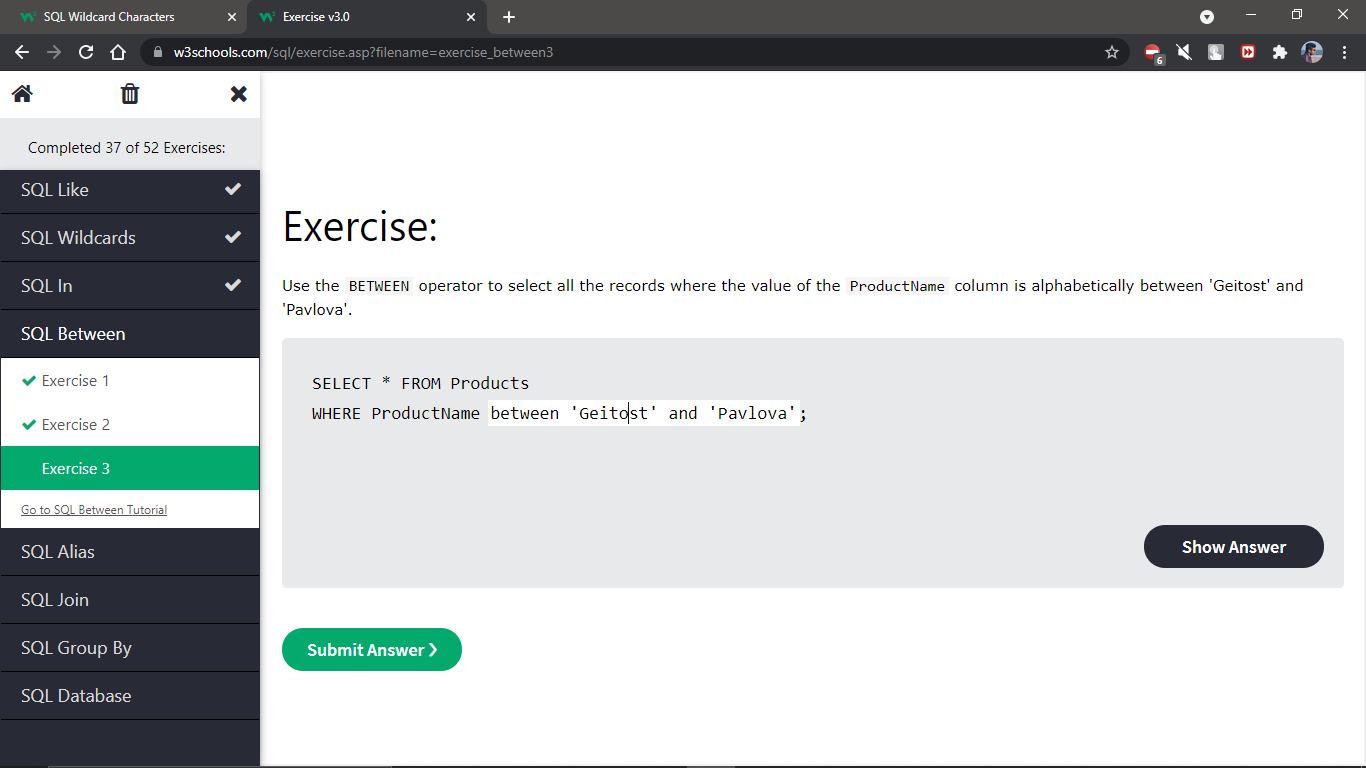 SQL Wildcard Characters
Exercise v3.0
w3schools.com/sql/exercise.asp?filename=exercise_between3
6
Completed 37 of 52 Exercises:
SQL Like
SQL Wildcards
SQL In
SQL Between
Exercise 1
Exercise 2
Exercise 3
Go to SQL Between Tutorial
SQL Alias
SQL Join
SQL Group By
SQL Database
Exercise:
Use the BETWEEN operator to select all the records where the value of the ProductName column is alphabetically between 'Geitost' and
'Pavlova'.
SELECT * FROM Products
WHERE ProductName between 'Geitost' and 'Pavlova';
Show Answer
Submit Answer ❯